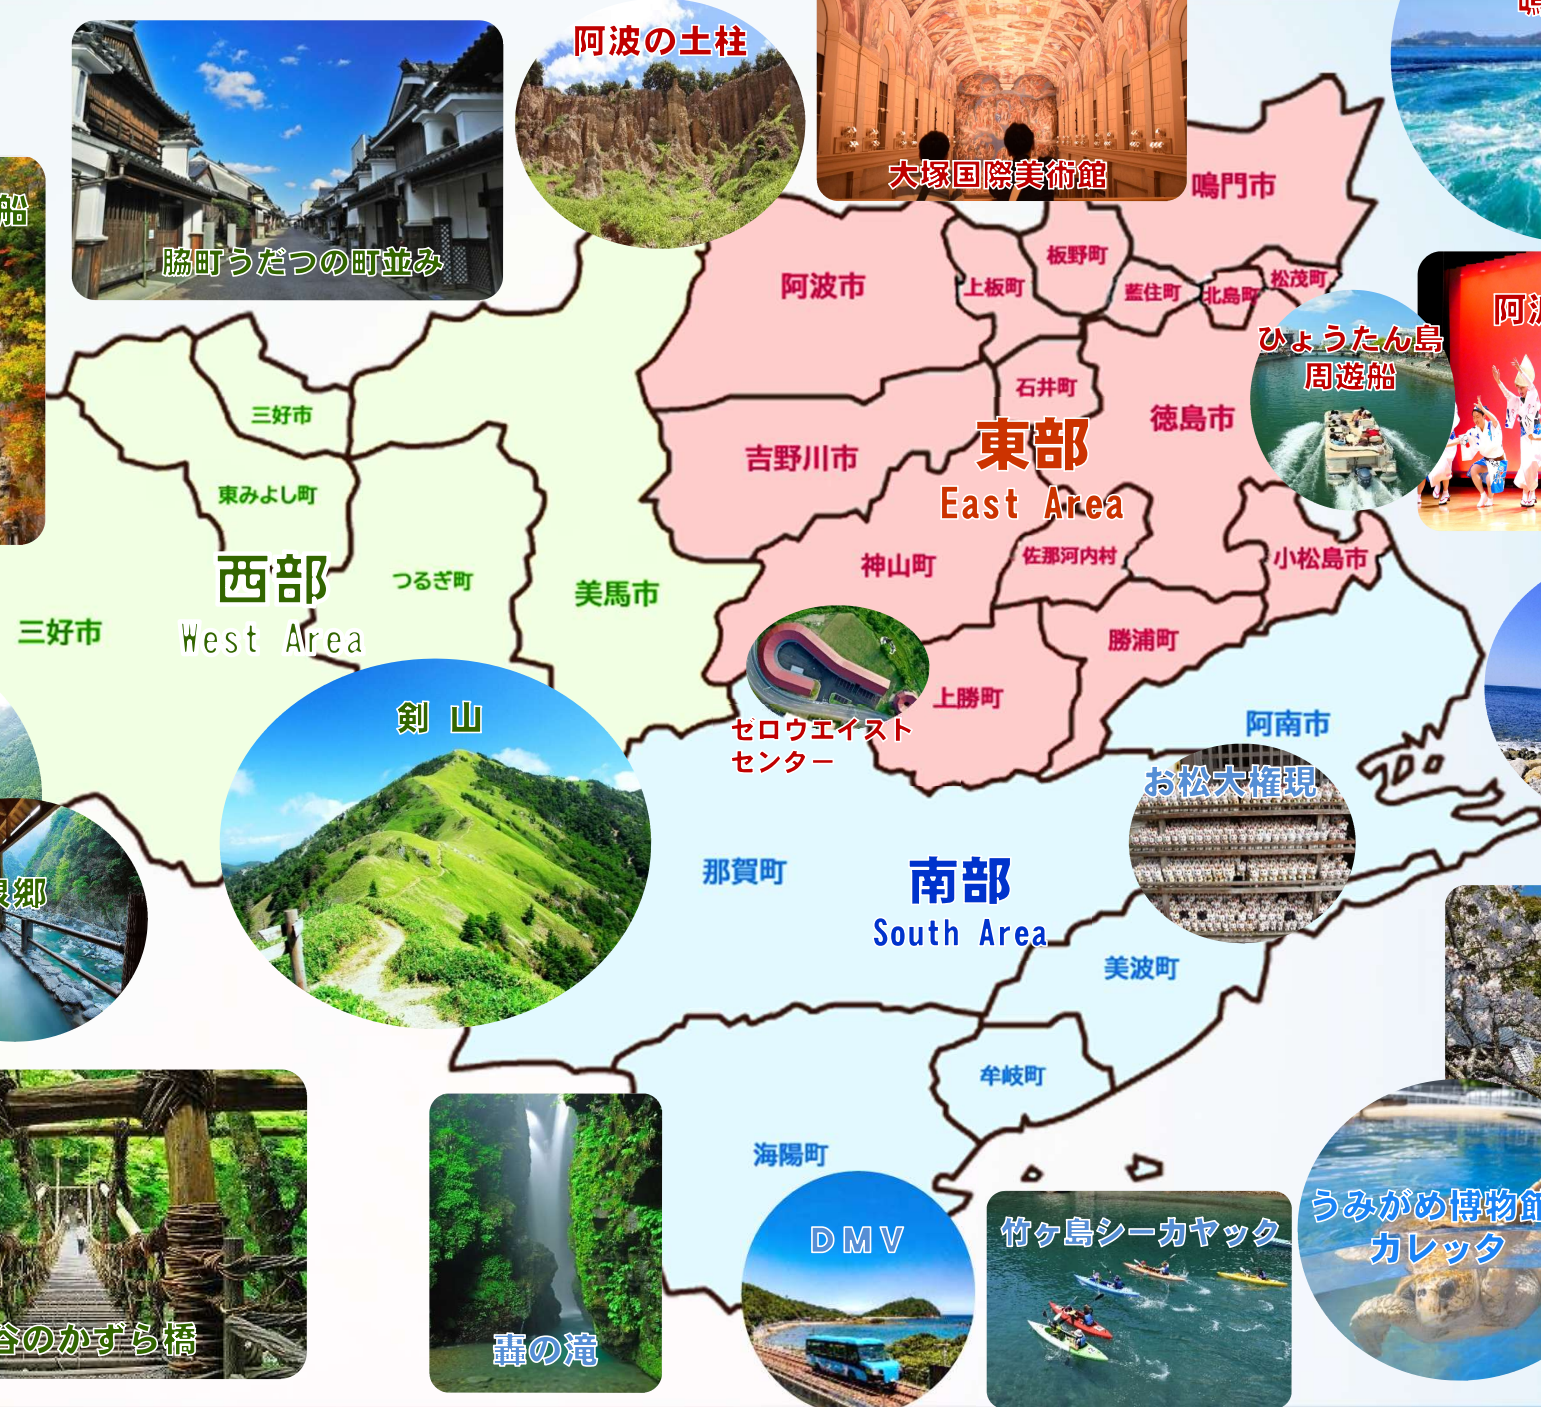 阿波の土柱
大塚国際美術館
鳴門市
船
脇町うだつの町並み
阿波市
上板町
板野町
藍住町
北島町
松茂町
阿波
ひょうたん島
周遊船
三好市
石井町
徳島市
吉野川市
東部
East Area
東みよし町
西部
West Area
つるぎ町
美馬市
神山町
佐那河内村
小松島市
三好市
勝浦町
上勝町
剣 山
ゼロウエイスト
センター
阿南市
お松大権現
那賀町
南部
South Area
郷
美波町
牟岐町
海陽町
DMV
竹ヶ島シーカヤック
うみがめ博物館
カレッタ
谷のかずら橋
轟の滝